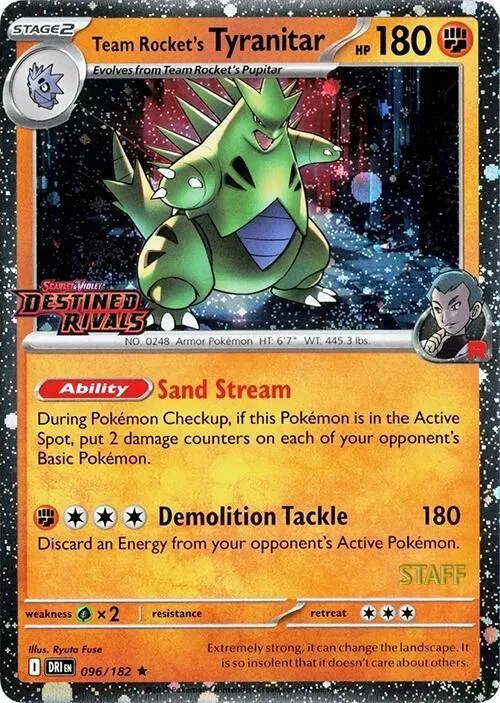 STAGE2
Team Rocket's Tyranitar HP 180
Evolves from Team Rocket's Pupitar
SCARLET & VIOLET
DESTINED
RIVALS
R
NO. 0248 Armor Pokémon HT: 6'7" WT: 445.3 lbs.
Ability Sand Stream
During Pokémon Checkup, if this Pokémon is in the Active
Spot, put 2 damage counters on each of your opponent's
Basic Pokémon.
Demolition Tackle 180
Discard an Energy from your opponent's Active Pokémon.
STAFF
weakness ×2 resistance retreat
Illus. Ryuta Fuse
Extremely strong, it can change the landscape. It
is so insolent that it doesn't care about others.
I DRI EN 096/182